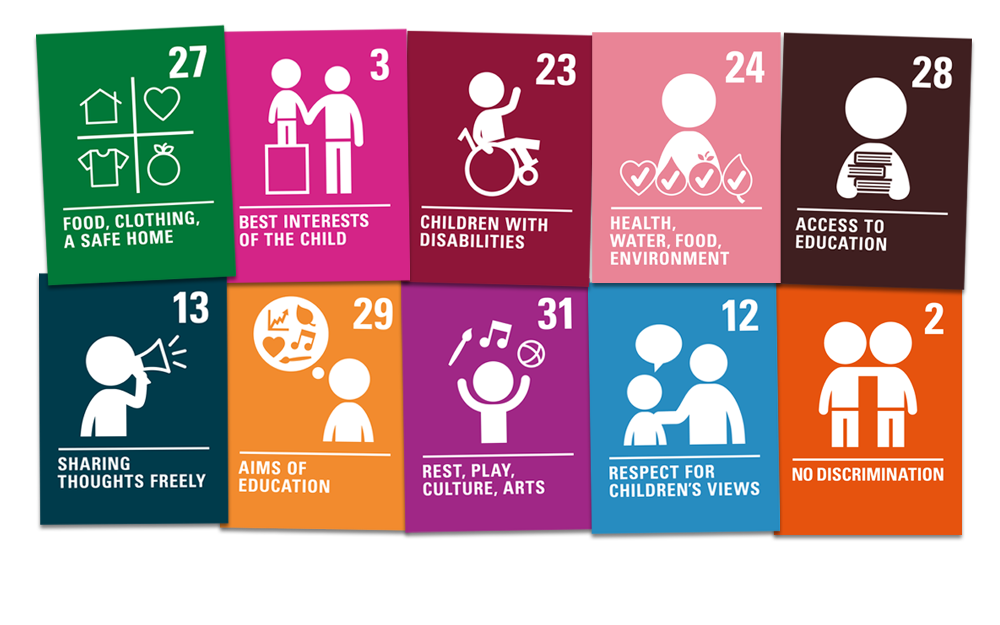 27
FOOD, CLOTHING,
A SAFE HOME
3
BEST INTERESTS
OF THE CHILD
23
CHILDREN WITH
DISABILITIES
24
HEALTH,
WATER, FOOD,
ENVIRONMENT
28
ACCESS TO
EDUCATION
13
SHARING
THOUGHTS FREELY
29
AIMS OF
EDUCATION
31
REST, PLAY,
CULTURE, ARTS
12
RESPECT FOR
CHILDREN'S VIEWS
2
NO DISCRIMINATION